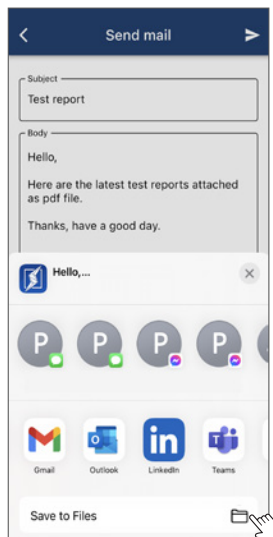 Send mail
Subject
Test report
Body
Hello,
Here are the latest test reports attached
as pdf file.
Thanks, have a good day.
Hello,...
P P P P
Gmail Outlook LinkedIn Teams
Save to Files